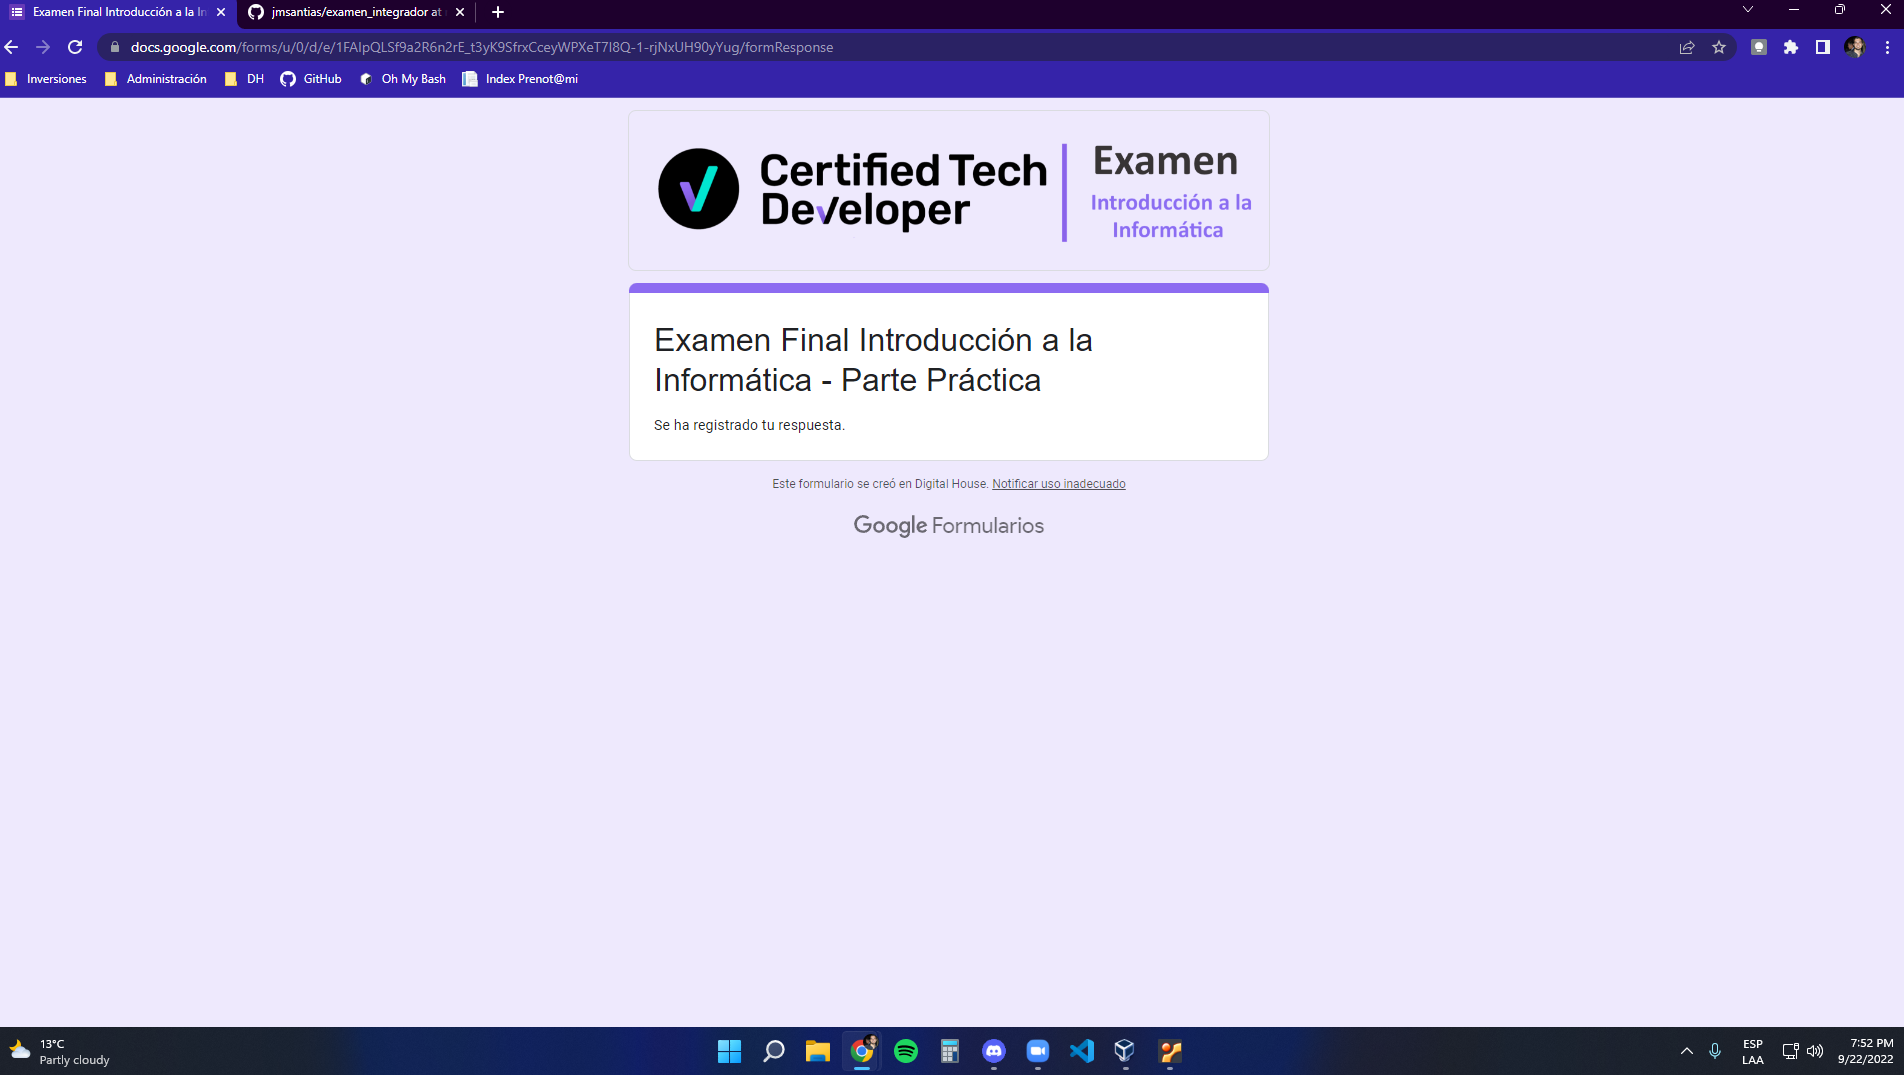 Examen Final Introducción a la In
jmsantias/examen_integrador at
docs.google.com/forms/u/0/d/e/1FAIpQLSf9a2R6n2rE_t3yK9SfrxCceyWPXeT7I8Q-1-rjNxUH90yYug/formResponse
Inversiones
Administración
DH
GitHub
Oh My Bash
Index Prenot@mi
Certified Tech
Developer
Examen
Introducción a la
Informática
Examen Final Introducción a la
Informática - Parte Práctica
Se ha registrado tu respuesta.
Este formulario se creó en Digital House. Notificar uso inadecuado
Google Formularios
13°C
Partly cloudy
ESP
LAA
7:52 PM
9/22/2022